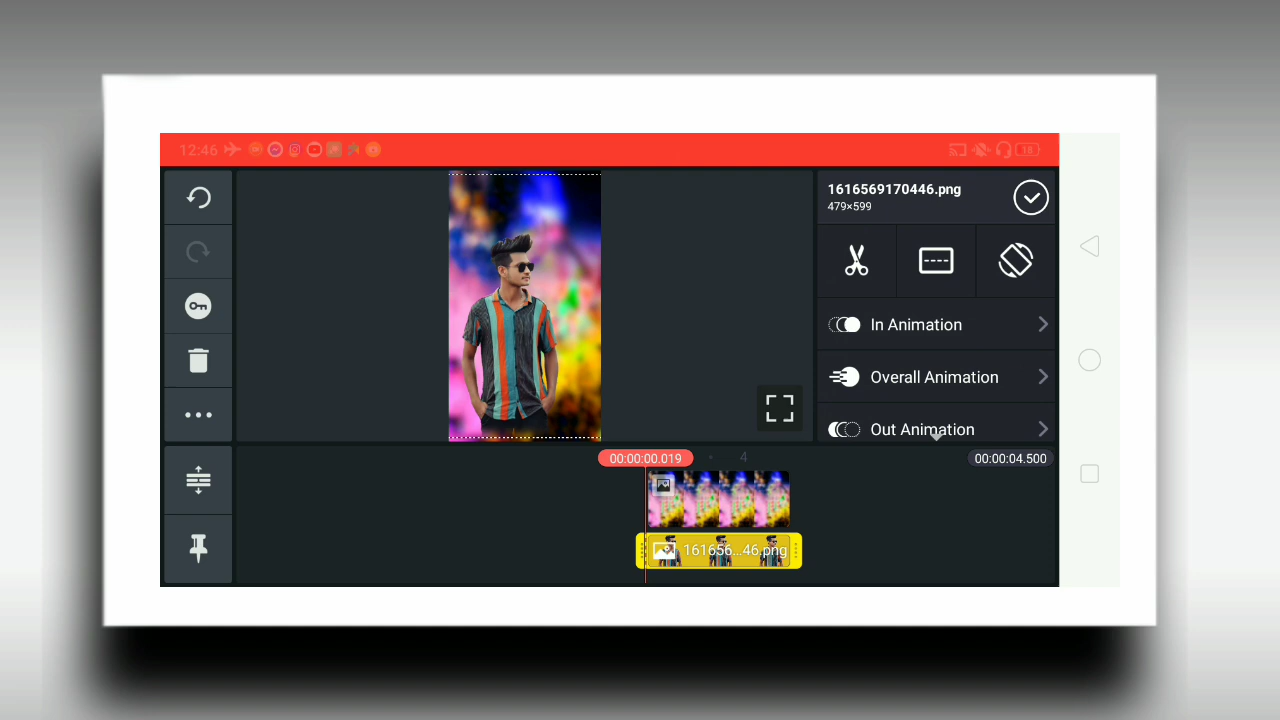 12:46
18
1616569170446.png
479×599
In Animation
Overall Animation
Out Animation
00:00:00.019
4
00:00:04.500
161656...46.png